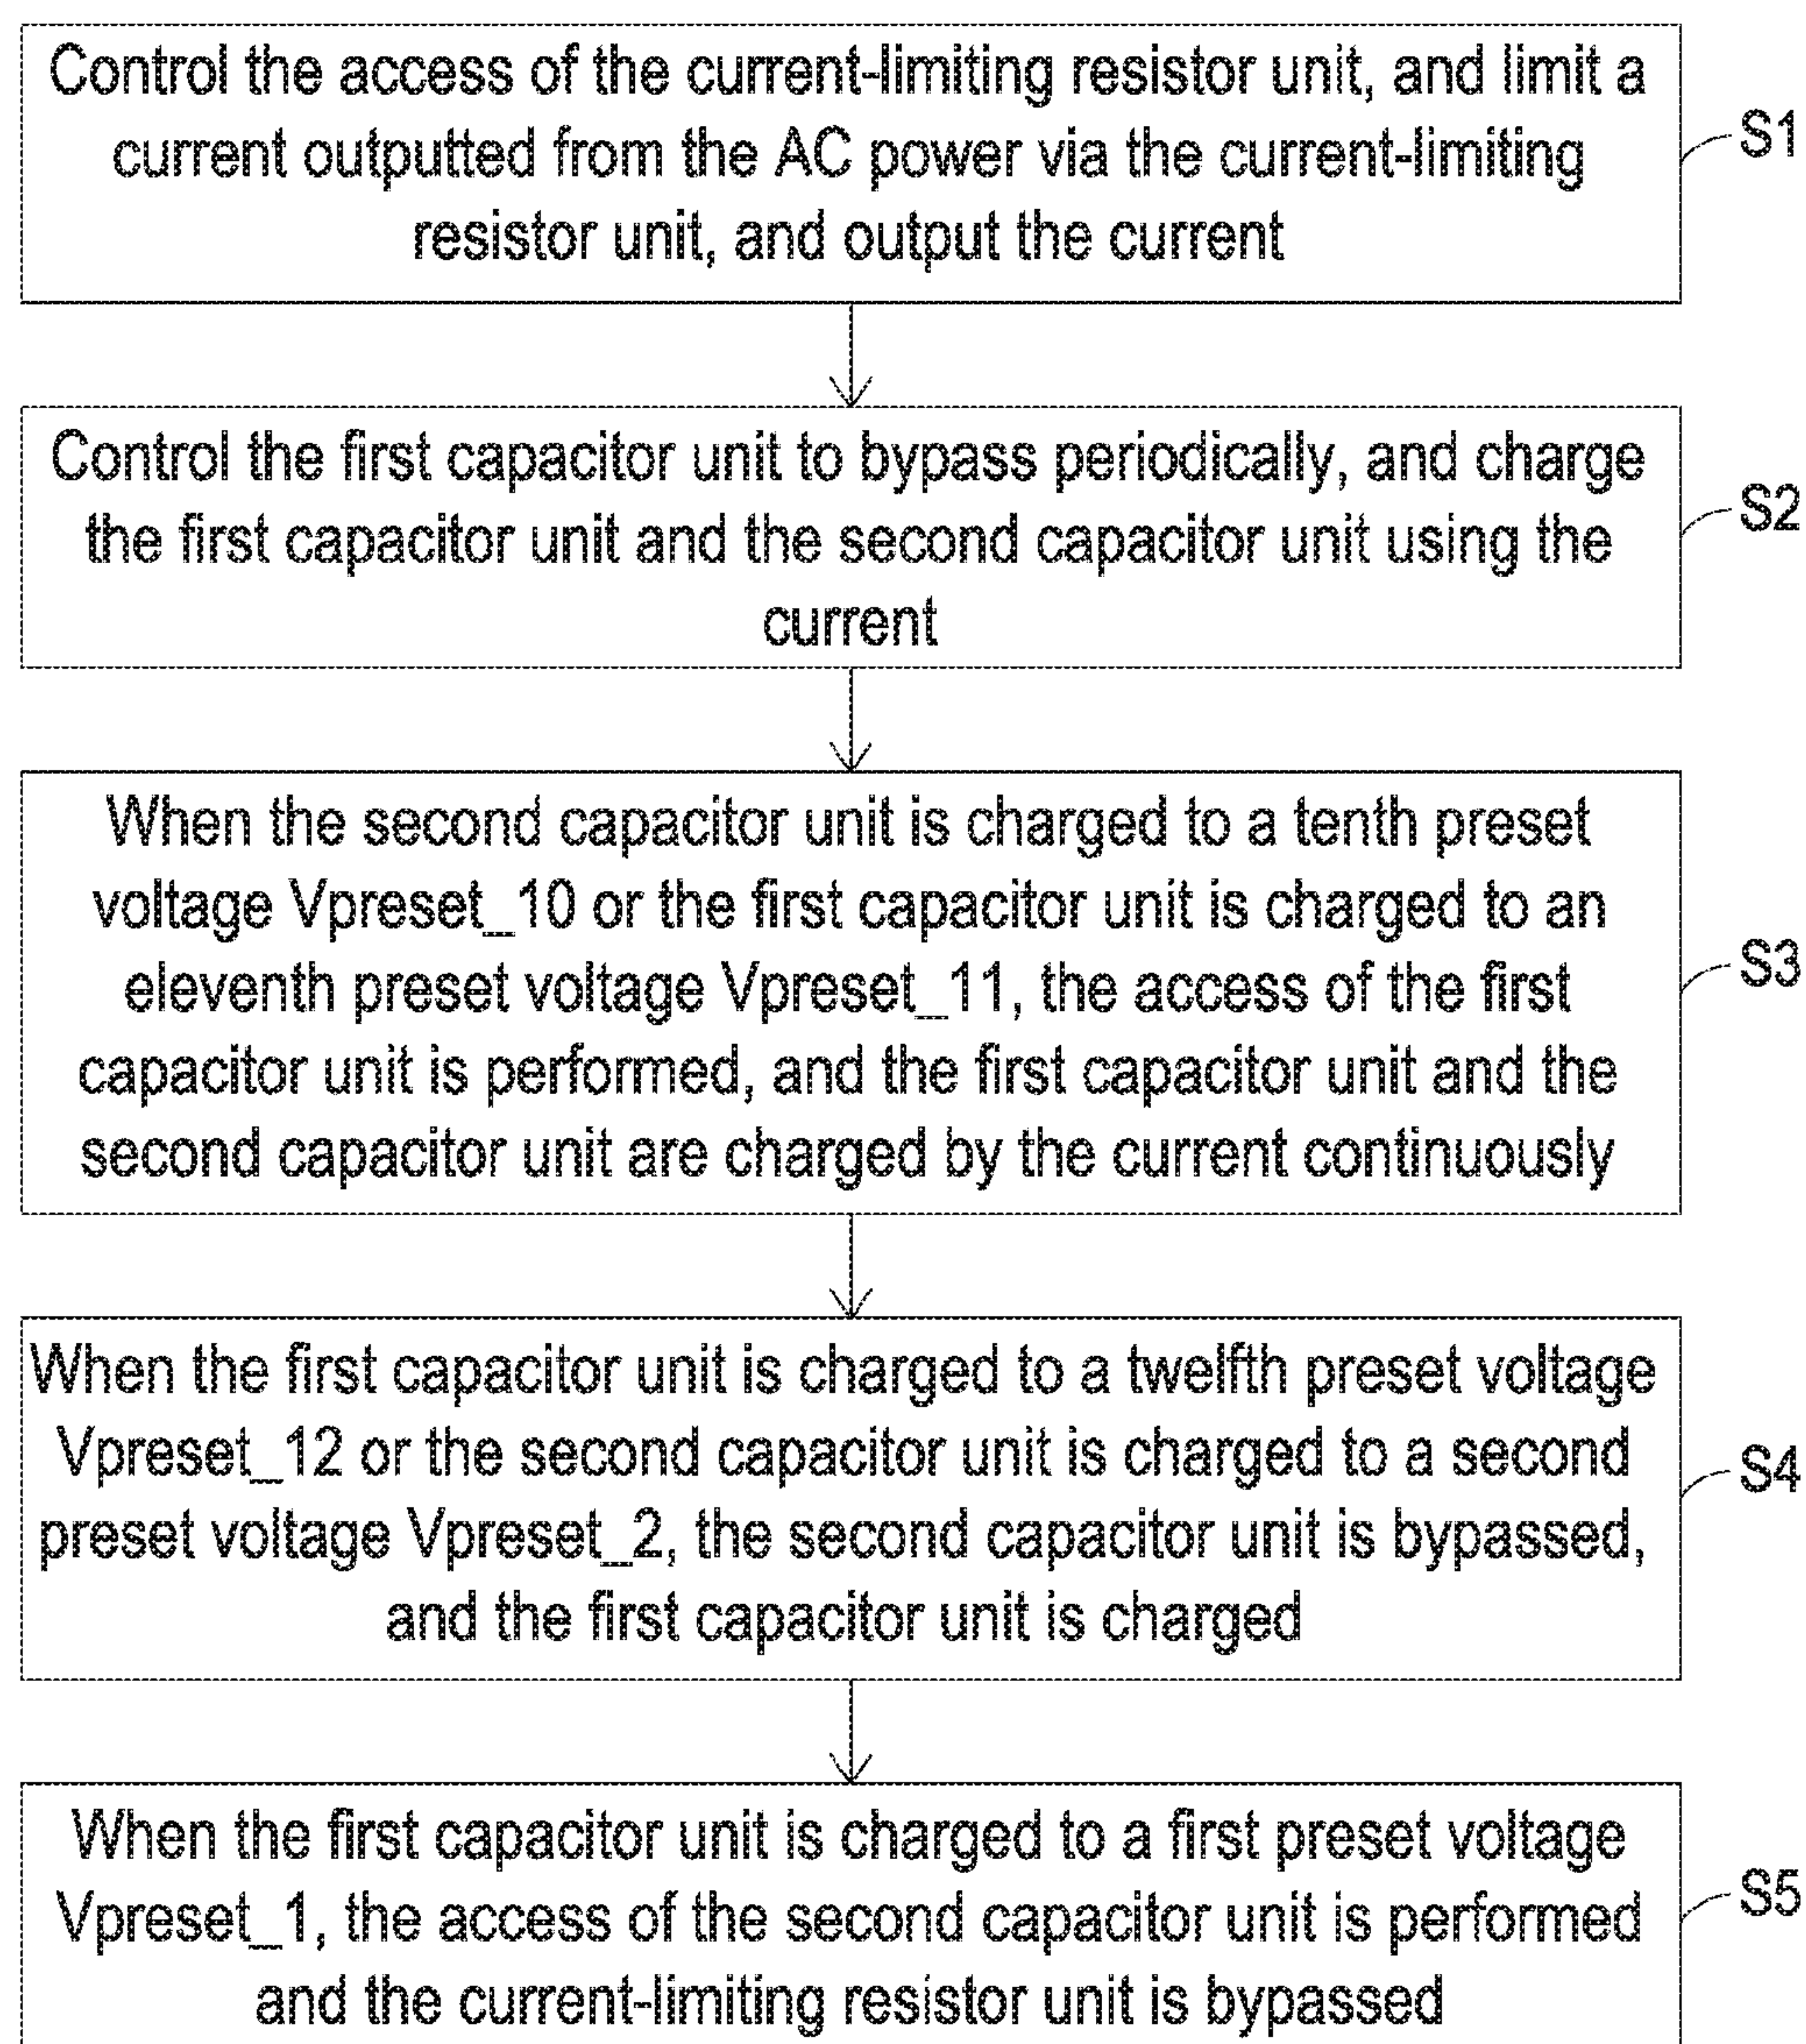 Control the access of the current-limiting resistor unit, and limit a
current outputted from the AC power via the current-limiting
resistor unit, and output the current
S1
Control the first capacitor unit to bypass periodically, and charge
the first capacitor unit and the second capacitor unit using the
current
S2
When the second capacitor unit is charged to a tenth preset
voltage Vpreset_10 or the first capacitor unit is charged to an
eleventh preset voltage Vpreset_11, the access of the first
capacitor unit is performed, and the first capacitor unit and the
second capacitor unit are charged by the current continuously
S3
When the first capacitor unit is charged to a twelfth preset voltage
Vpreset_12 or the second capacitor unit is charged to a second
preset voltage Vpreset_2, the second capacitor unit is bypassed,
and the first capacitor unit is charged
S4
When the first capacitor unit is charged to a first preset voltage
Vpreset_1, the access of the second capacitor unit is performed
and the current-limiting resistor unit is bypassed
S5